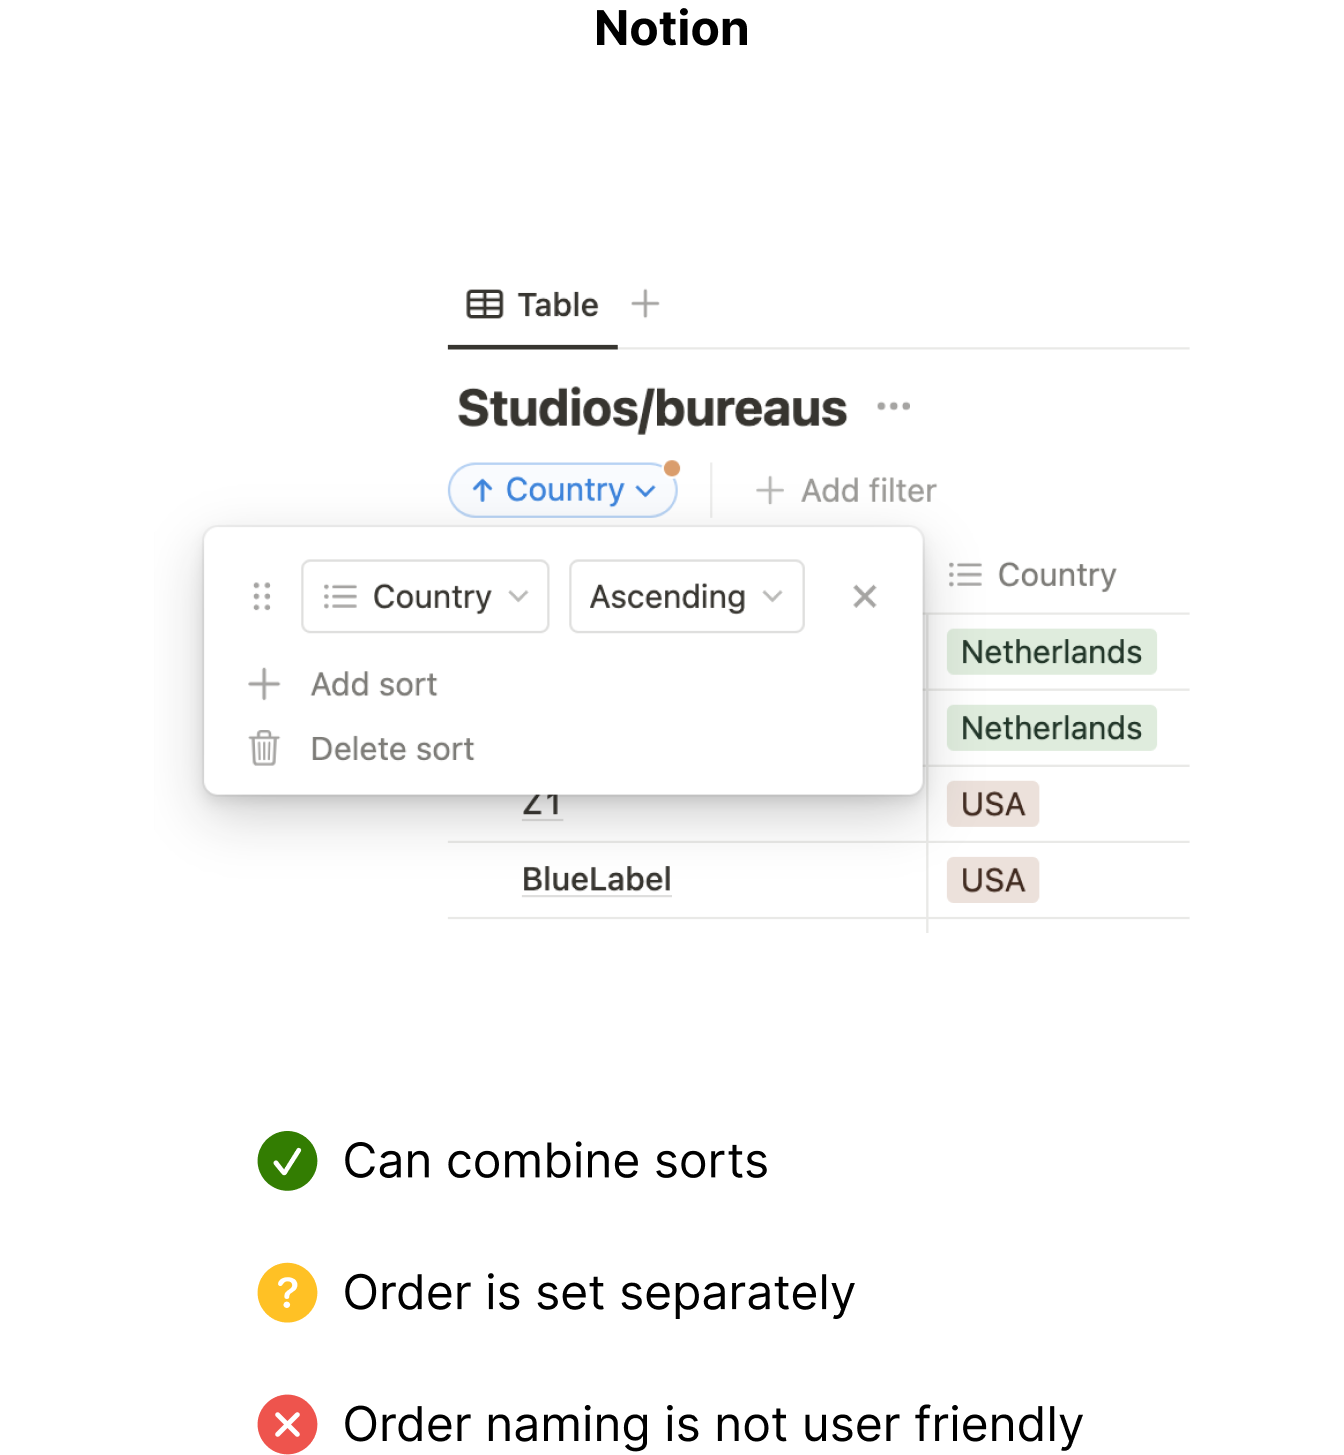 Notion
Table
Studios/bureaus
Country
Add filter
Country
Ascending
Country
Add sort
Delete sort
Netherlands
Netherlands
Z1
USA
BlueLabel
USA
Can combine sorts
Order is set separately
Order naming is not user friendly